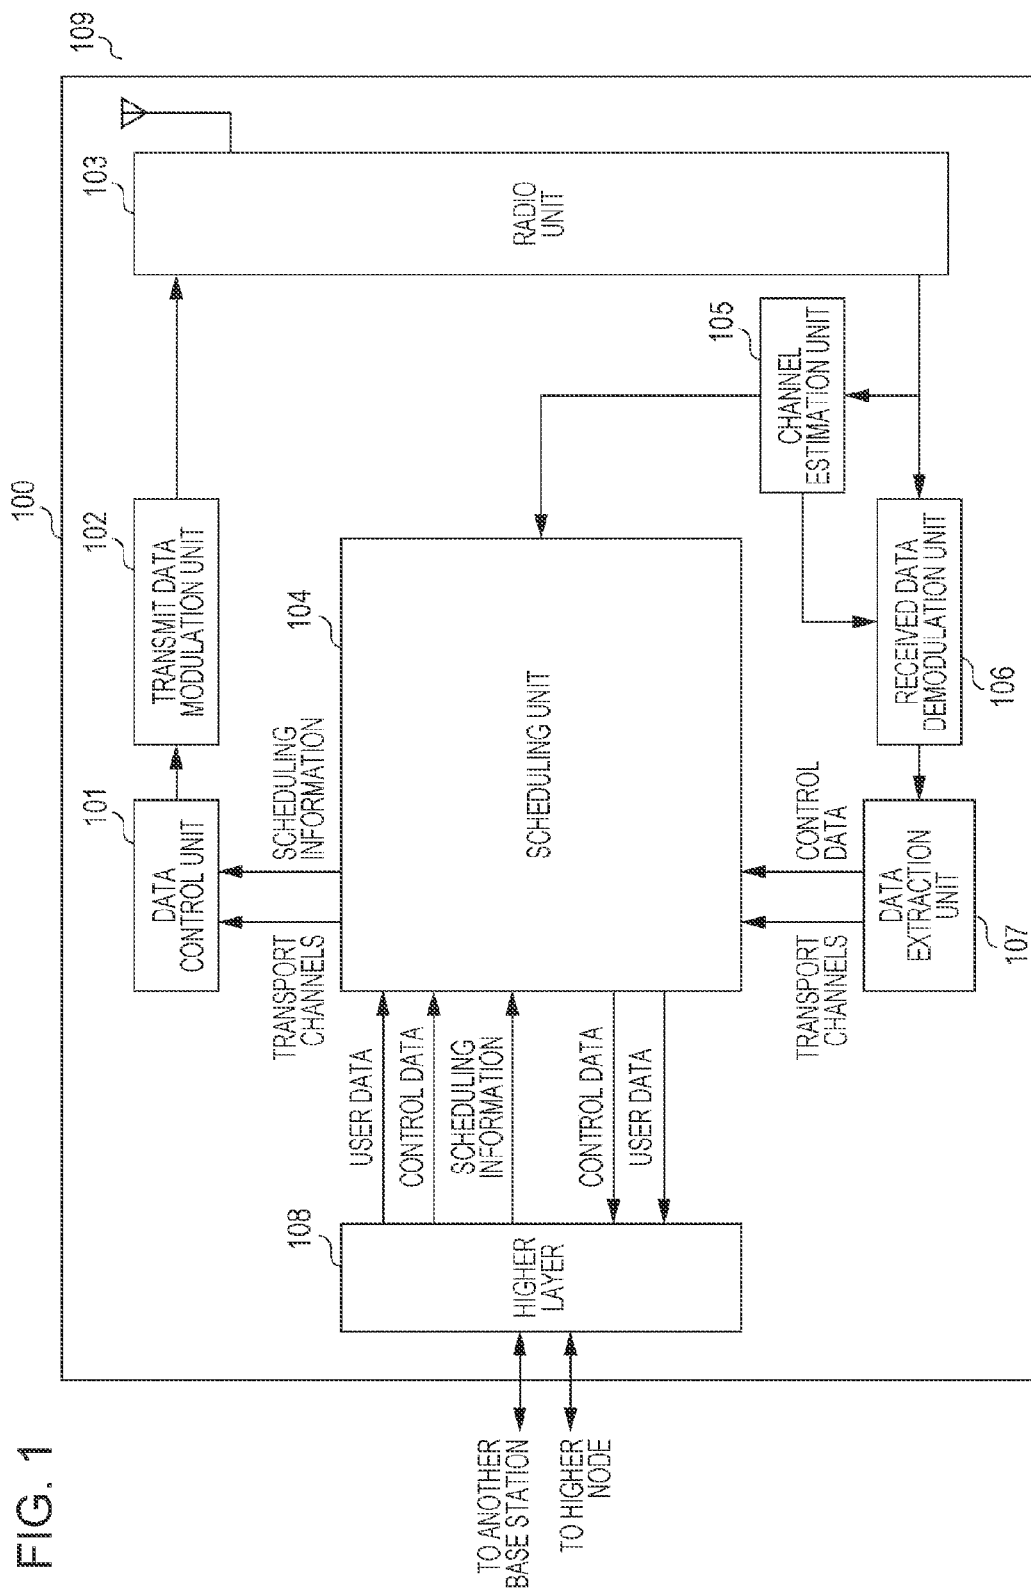 FIG. 1
100
109
101
DATA
CONTROL UNIT
102
TRANSMIT DATA
MODULATION UNIT
103
RADIO
UNIT
TRANSPORT
CHANNELS
SCHEDULING
INFORMATION
108
HIGHER
LAYER
USER DATA
CONTROL DATA
SCHEDULING
INFORMATION
CONTROL DATA
USER DATA
104
SCHEDULING UNIT
105
CHANNEL
ESTIMATION UNIT
TO ANOTHER
BASE STATION
TO HIGHER
NODE
TRANSPORT
CHANNELS
CONTROL
DATA
DATA
EXTRACTION
UNIT
107
RECEIVED DATA
DEMODULATION UNIT
106